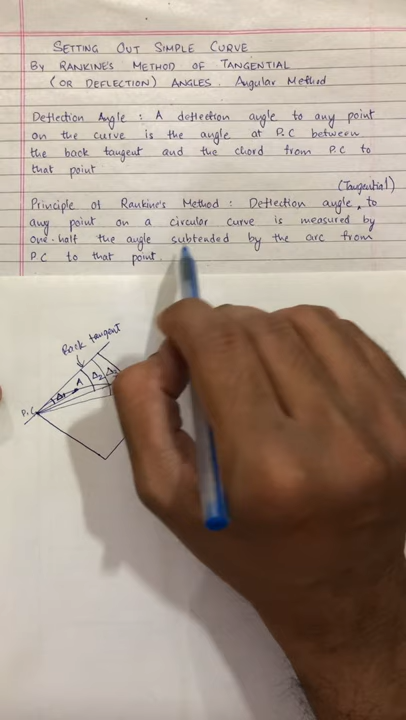 SETTING OUT SIMPLE CURVE
BY RANKINE'S METHOD OF TANGENTIAL
(OR DEFLECTION) ANGLES. Angular Method
Deflection Angle : A deflection angle to any point
on the curve is the angle at P.C between
the back tangent and the chord from P.C to
that point
(Tangential)
Principle of Rankine's Method : Deflection angle, to
any point on a circular curve is measured by
one-half the angle subtended by the arc from
P.C to that point.
Back tangent
A
Δ1
Δ2
Δ3
P.C